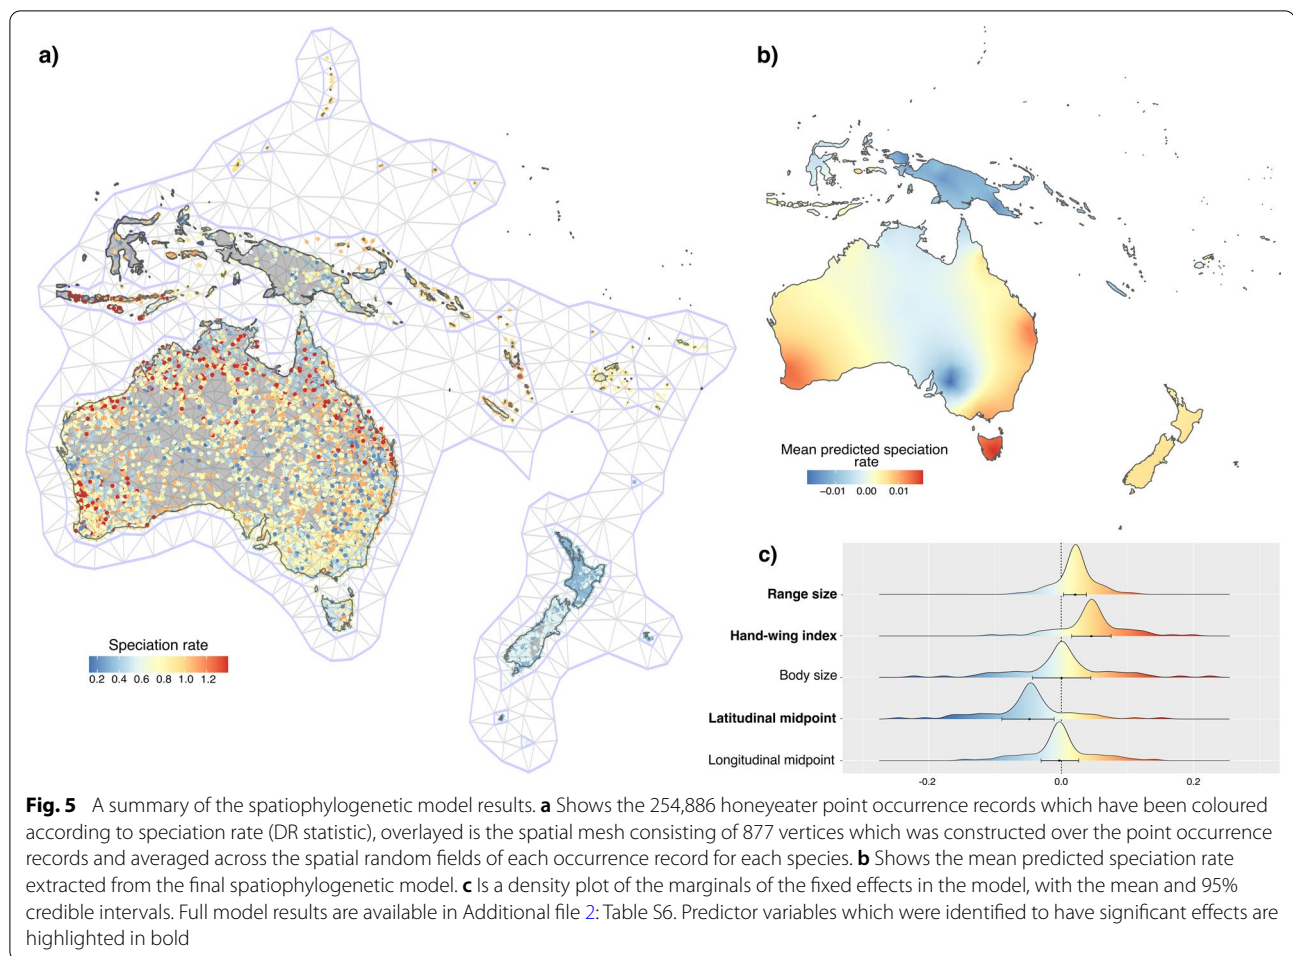 a)
Speciation rate
0.2 0.4 0.6 0.8 1.0 1.2
b)
Mean predicted speciation
rate
−0.01 0.00 0.01
c)
Range size
Hand-wing index
Body size
Latitudinal midpoint
Longitudinal midpoint
-0.2 0.0 0.2
Fig. 5 A summary of the spatiophylogenetic model results. a Shows the 254,886 honeyeater point occurrence records which have been coloured
according to speciation rate (DR statistic), overlayed is the spatial mesh consisting of 877 vertices which was constructed over the point occurrence
records and averaged across the spatial random fields of each occurrence record for each species. b Shows the mean predicted speciation rate
extracted from the final spatiophylogenetic model. c Is a density plot of the marginals of the fixed effects in the model, with the mean and 95%
credible intervals. Full model results are available in Additional file 2: Table S6. Predictor variables which were identified to have significant effects are
highlighted in bold